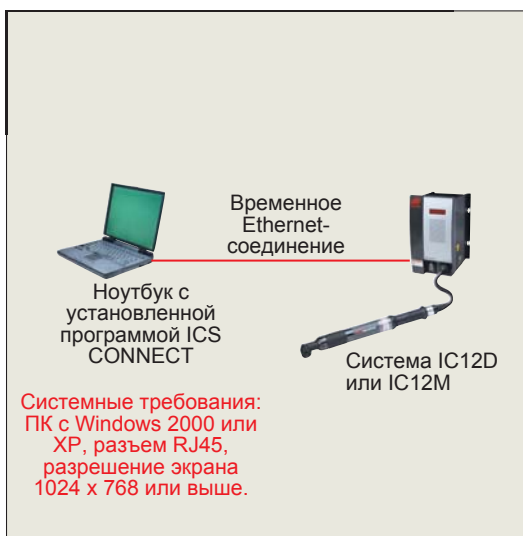 Временное
Ethernet-
соединение
Ноутбук с
установленной
программой ICS
CONNECT
Система IC12D
или IC12M
Системные требования:
ПК с Windows 2000 или
XP, разъем RJ45,
разрешение экрана
1024 x 768 или выше.